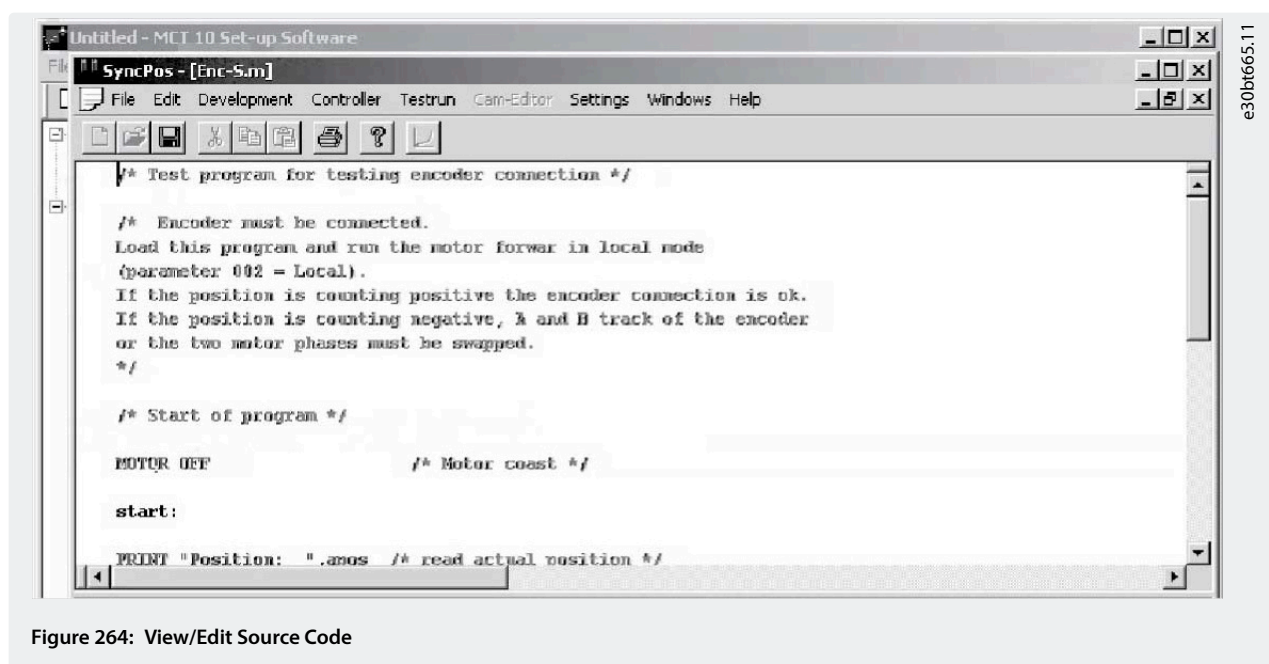 Untitled - MCT 10 Set-up Software
SyncPos - [Enc-S.m]
File Edit Development Controller Testrun Cam-Editor Settings Windows Help
/* Test program for testing encoder connection */
/* Encoder must be connected.
Load this program and run the motor forwar in local mode
(parameter 002 = Local).
If the position is counting positive the encoder connection is ok.
If the position is counting negative, A and B track of the encoder
or the two motor phases must be swapped.
*/
/* Start of program */
MOTOR OFF /* Motor coast */
start:
PRINT "Position: ",apos /* read actual position */
e30bt665.11
Figure 264: View/Edit Source Code